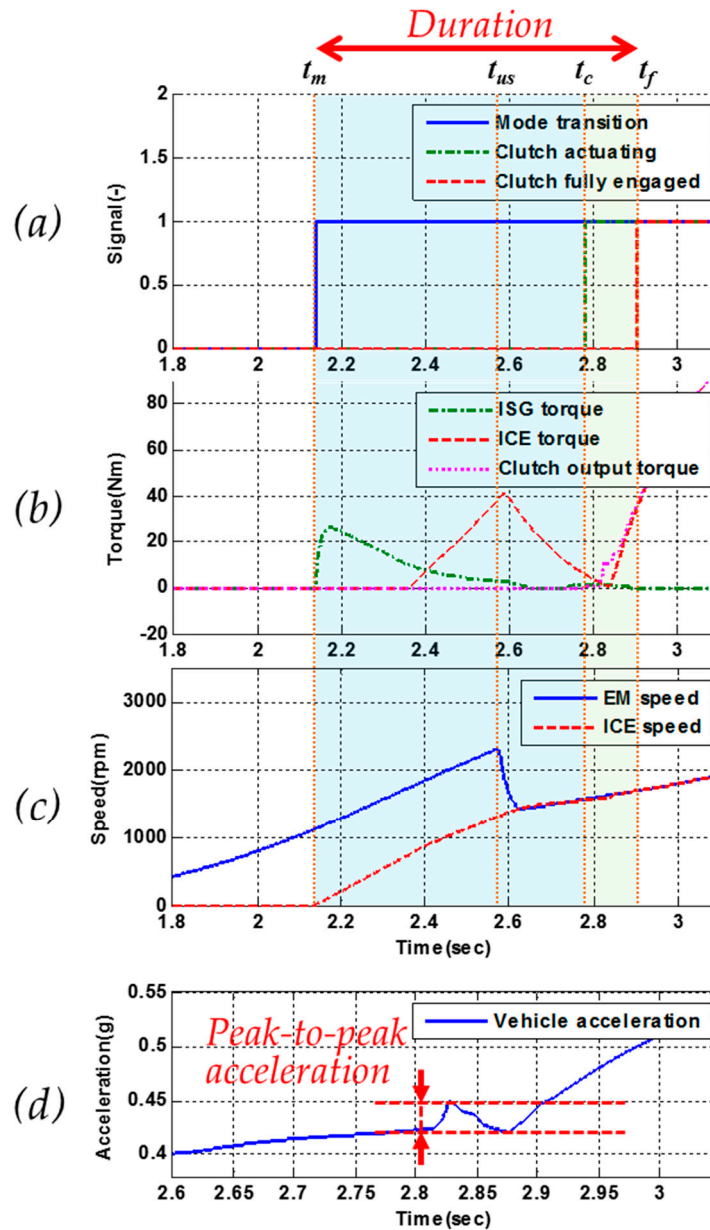 Duration
tm tus tc tf
(a)
Signal(-)
2
1.5
1
0.5
0
Mode transition
Clutch actuating
Clutch fully engaged
1.8 2 2.2 2.4 2.6 2.8 3
(b)
Torque(Nm)
80
60
40
20
0
-20
ISG torque
ICE torque
Clutch output torque
1.8 2 2.2 2.4 2.6 2.8 3
(c)
Speed(rpm)
3000
2000
1000
0
EM speed
ICE speed
1.8 2 2.2 2.4 2.6 2.8 3
Time(sec)
(d)
Acceleration(g)
0.55
0.5
0.45
0.4
Vehicle acceleration
Peak-to-peak
acceleration
2.6 2.65 2.7 2.75 2.8 2.85 2.9 2.95 3
Time(sec)